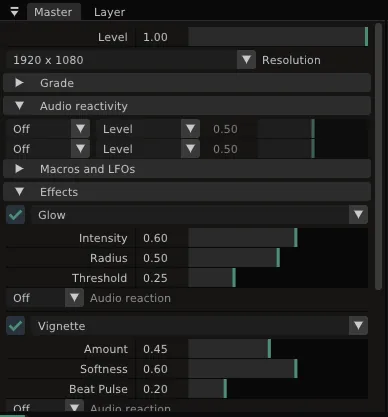 Master Layer
Level 1.00
1920 x 1080 Resolution
Grade
Audio reactivity
Off Level 0.50
Off Level 0.50
Macros and LFOs
Effects
Glow
Intensity 0.60
Radius 0.50
Threshold 0.25
Off Audio reaction
Vignette
Amount 0.45
Softness 0.60
Beat Pulse 0.20
Off Audio reaction